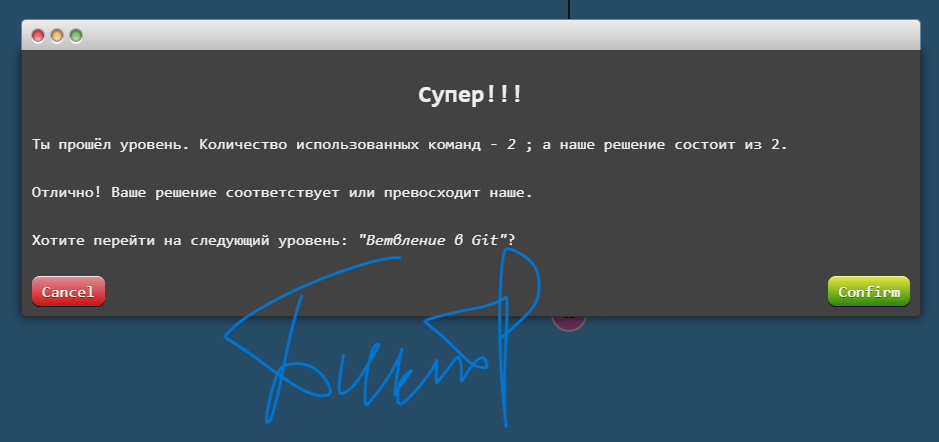 Супер!!!
Ты прошёл уровень. Количество использованных команд - 2 ; а наше решение состоит из 2.
Отлично! Ваше решение соответствует или превосходит наше.
Хотите перейти на следующий уровень: "Ветвление в Git"?
Cancel
Confirm